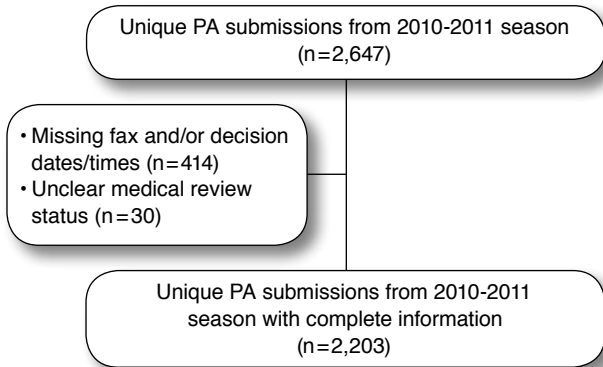 Unique PA submissions from 2010-2011 season
(n=2,647)
• Missing fax and/or decision
dates/times (n=414)
• Unclear medical review
status (n=30)
Unique PA submissions from 2010-2011
season with complete information
(n=2,203)